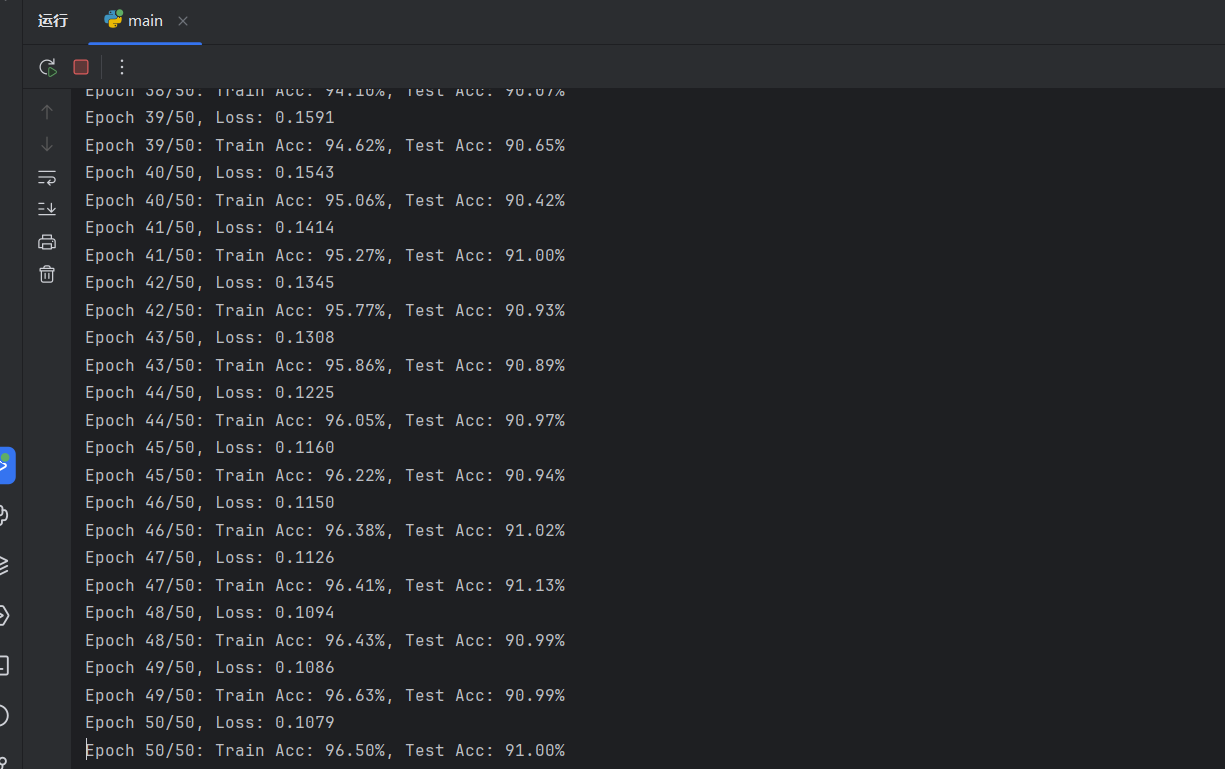 运行 main
Epoch 38/50: Train Acc: 94.10%, Test Acc: 90.07%
Epoch 39/50, Loss: 0.1591
Epoch 39/50: Train Acc: 94.62%, Test Acc: 90.65%
Epoch 40/50, Loss: 0.1543
Epoch 40/50: Train Acc: 95.06%, Test Acc: 90.42%
Epoch 41/50, Loss: 0.1414
Epoch 41/50: Train Acc: 95.27%, Test Acc: 91.00%
Epoch 42/50, Loss: 0.1345
Epoch 42/50: Train Acc: 95.77%, Test Acc: 90.93%
Epoch 43/50, Loss: 0.1308
Epoch 43/50: Train Acc: 95.86%, Test Acc: 90.89%
Epoch 44/50, Loss: 0.1225
Epoch 44/50: Train Acc: 96.05%, Test Acc: 90.97%
Epoch 45/50, Loss: 0.1160
Epoch 45/50: Train Acc: 96.22%, Test Acc: 90.94%
Epoch 46/50, Loss: 0.1150
Epoch 46/50: Train Acc: 96.38%, Test Acc: 91.02%
Epoch 47/50, Loss: 0.1126
Epoch 47/50: Train Acc: 96.41%, Test Acc: 91.13%
Epoch 48/50, Loss: 0.1094
Epoch 48/50: Train Acc: 96.43%, Test Acc: 90.99%
Epoch 49/50, Loss: 0.1086
Epoch 49/50: Train Acc: 96.63%, Test Acc: 90.99%
Epoch 50/50, Loss: 0.1079
Epoch 50/50: Train Acc: 96.50%, Test Acc: 91.00%